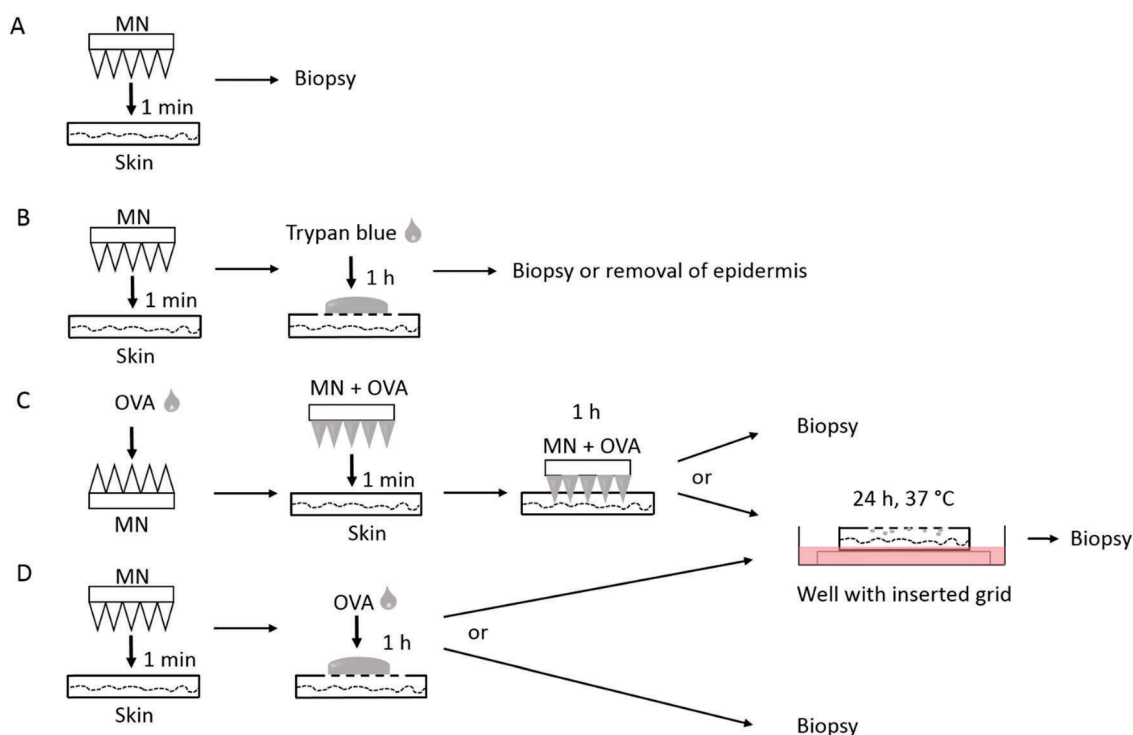 A
MN
1 min
Skin
Biopsy
B
MN
1 min
Skin
Trypan blue
1 h
Biopsy or removal of epidermis
C
OVA
MN
MN + OVA
1 min
Skin
1 h
MN + OVA
or
Biopsy
24 h, 37 °C
Well with inserted grid
Biopsy
D
MN
1 min
Skin
OVA
1 h
or
Biopsy